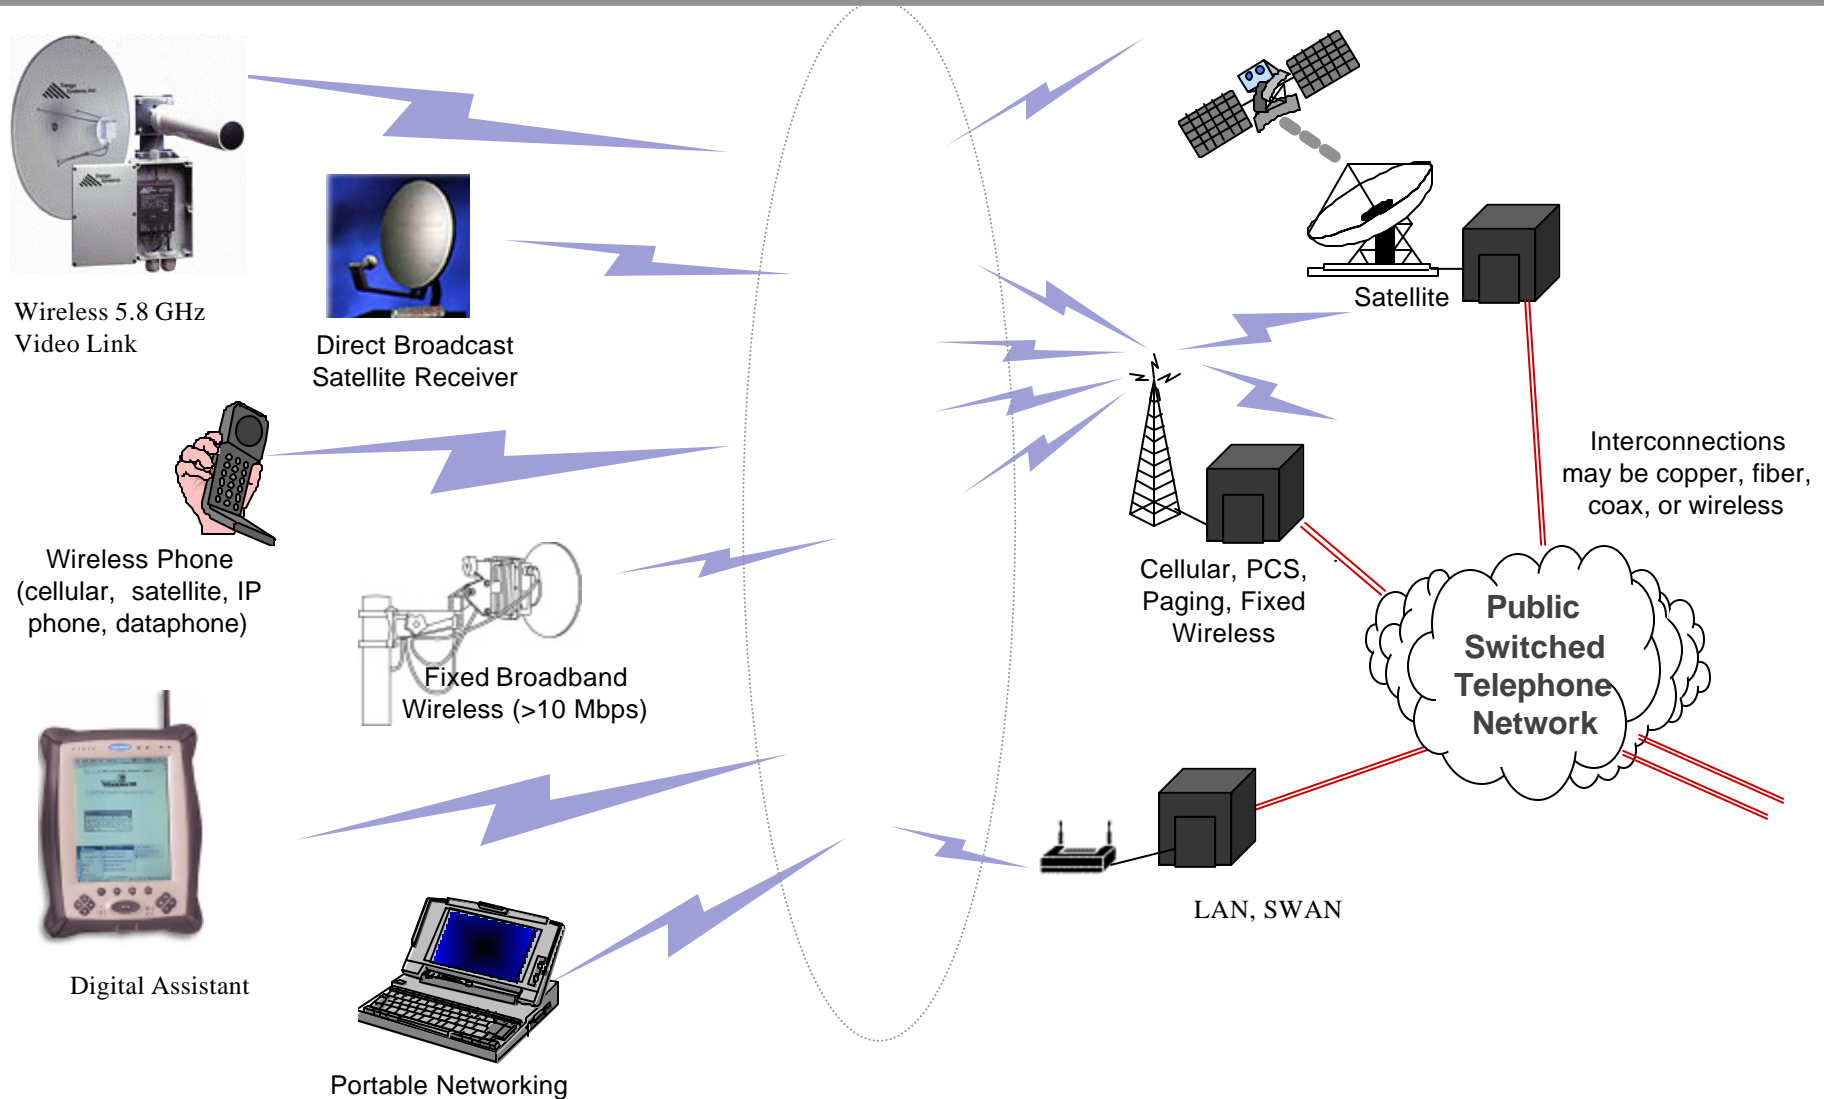 Wireless 5.8 GHz
Video Link
Direct Broadcast
Satellite Receiver
Wireless Phone
(cellular, satellite, IP
phone, dataphone)
Fixed Broadband
Wireless (>10 Mbps)
Digital Assistant
Portable Networking
Satellite
Interconnections
may be copper, fiber,
coax, or wireless
Cellular, PCS,
Paging, Fixed
Wireless
Public
Switched
Telephone
Network
LAN, SWAN